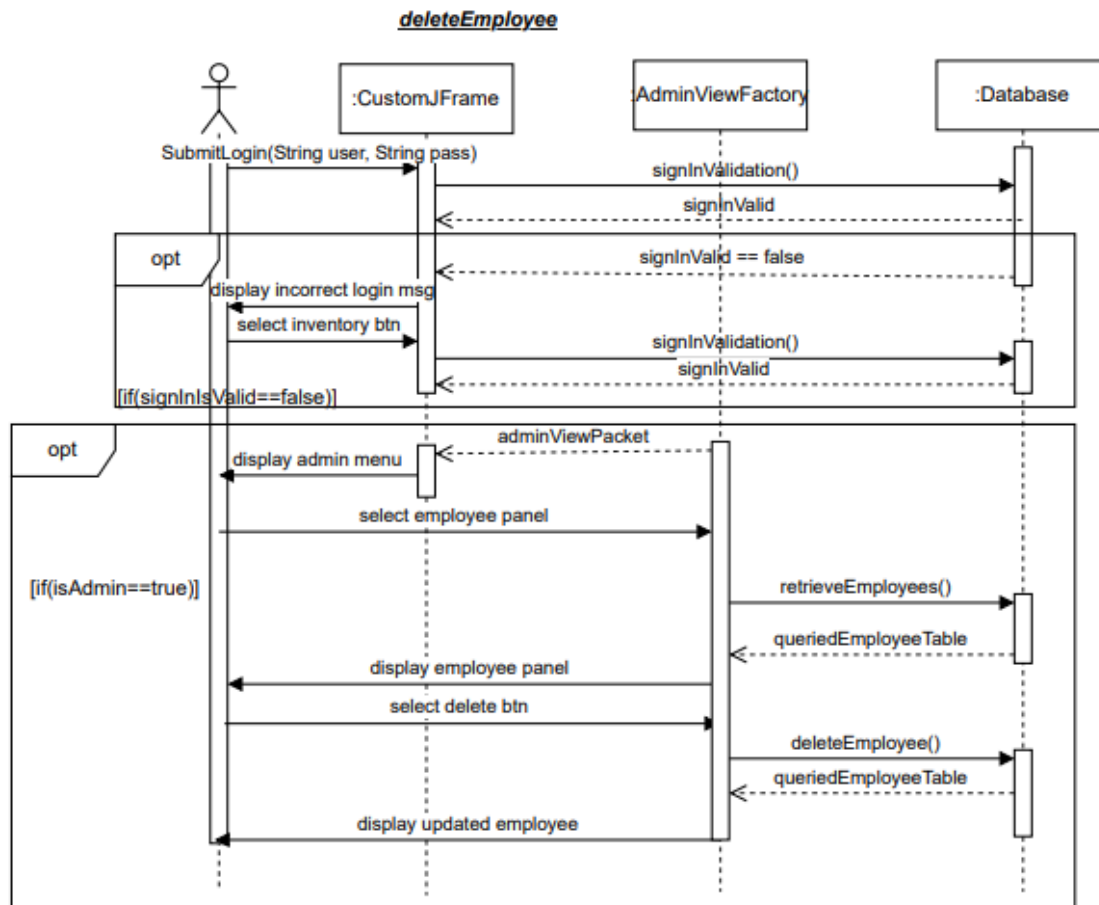 deleteEmployee
:CustomJFrame
:AdminViewFactory
:Database
SubmitLogin(String user, String pass)
signInValidation()
signInValid
opt
signInValid == false
display incorrect login msg
select inventory btn
signInValidation()
signInValid
[if(signInIsValid==false)]
opt
adminViewPacket
display admin menu
select employee panel
[if(isAdmin==true)]
retrieveEmployees()
queriedEmployeeTable
display employee panel
select delete btn
deleteEmployee()
queriedEmployeeTable
display updated employee